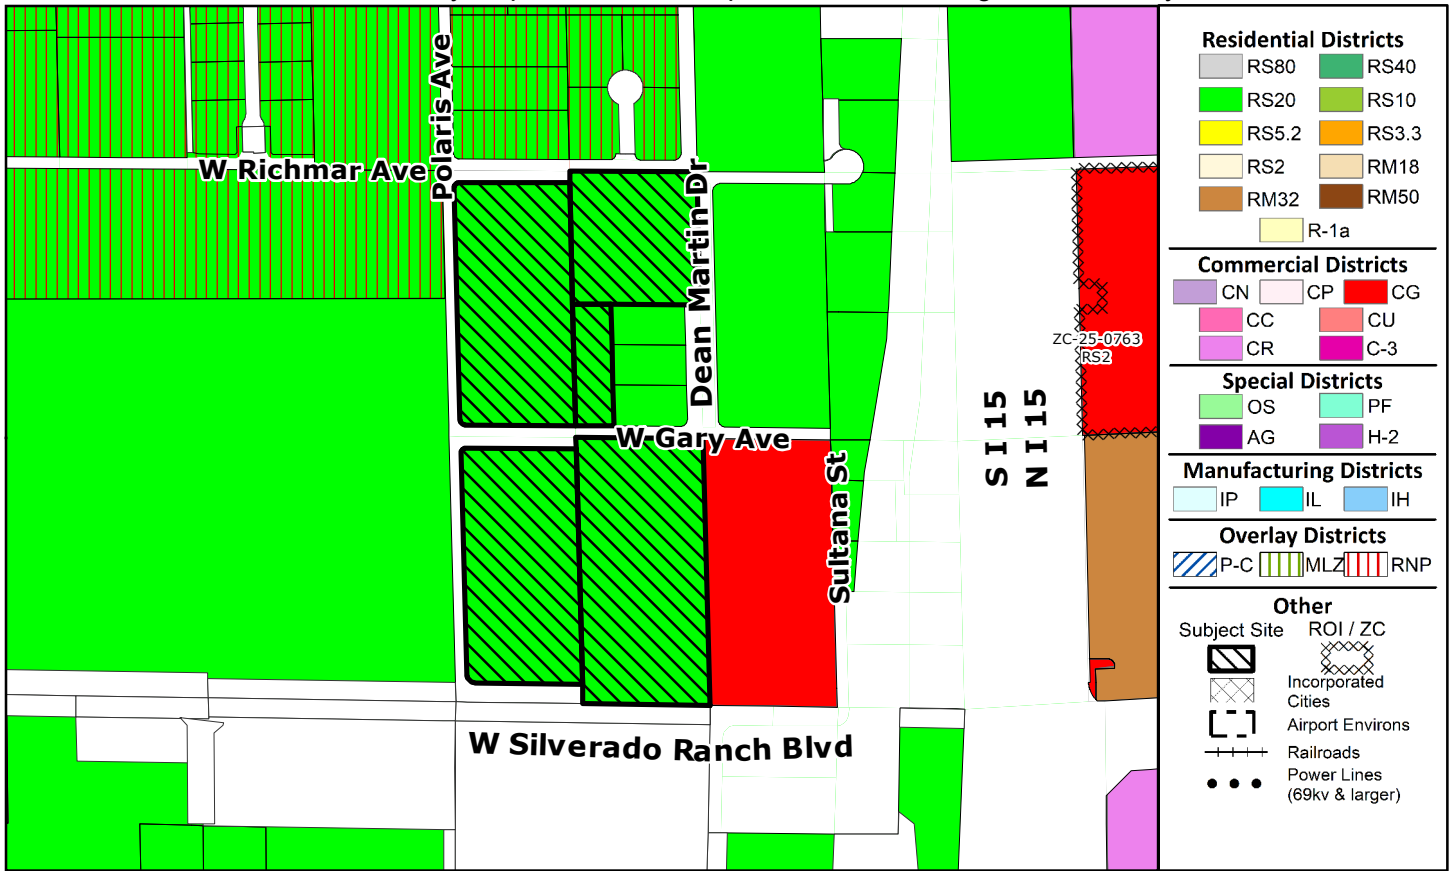 Polaris Ave
W Richmar Ave
Dean Martin Dr
W Gary Ave
Sultana St
S I 15
N I 15
ZC-25-0763
RS2
W Silverado Ranch Blvd
Residential Districts
RS80 RS40
RS20 RS10
RS5.2 RS3.3
RS2 RM18
RM32 RM50
R-1a
Commercial Districts
CN CP CG
CC CU
CR C-3
Special Districts
OS PF
AG H-2
Manufacturing Districts
IP IL IH
Overlay Districts
P-C MLZ RNP
Other
Subject Site ROI / ZC
Incorporated
Cities
Airport Environs
Railroads
Power Lines
(69kv & larger)